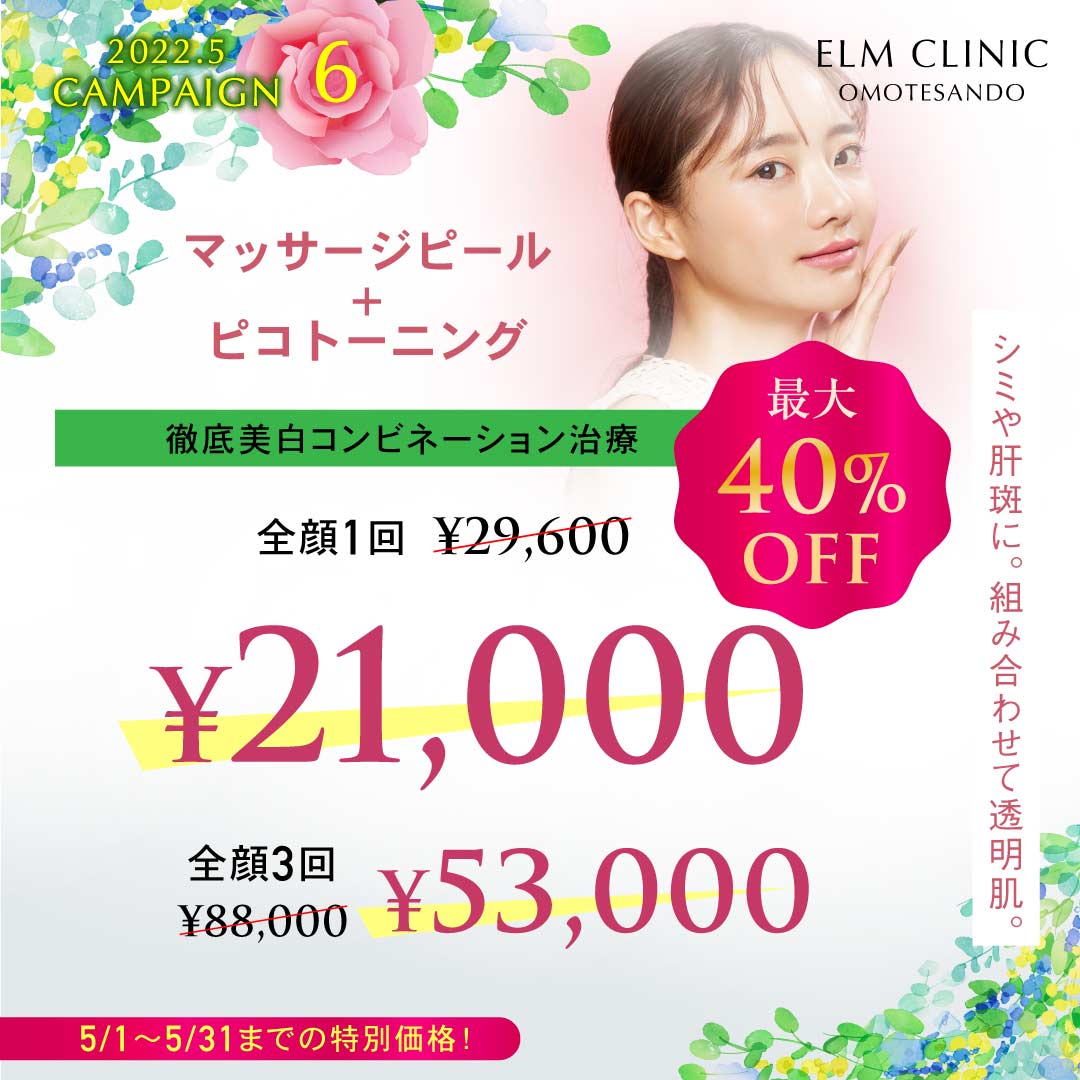 2022.5
CAMPAIGN 6
ELM CLINIC
OMOTESANDO
マッサージピール
+
ピコトーニング
徹底美白コンビネーション治療
最大
40%
OFF
シミや肝斑に。組み合わせて透明肌。
全顔1回 ¥29,600
¥21,000
全顔3回
¥88,000
¥53,000
5/1～5/31までの特別価格！